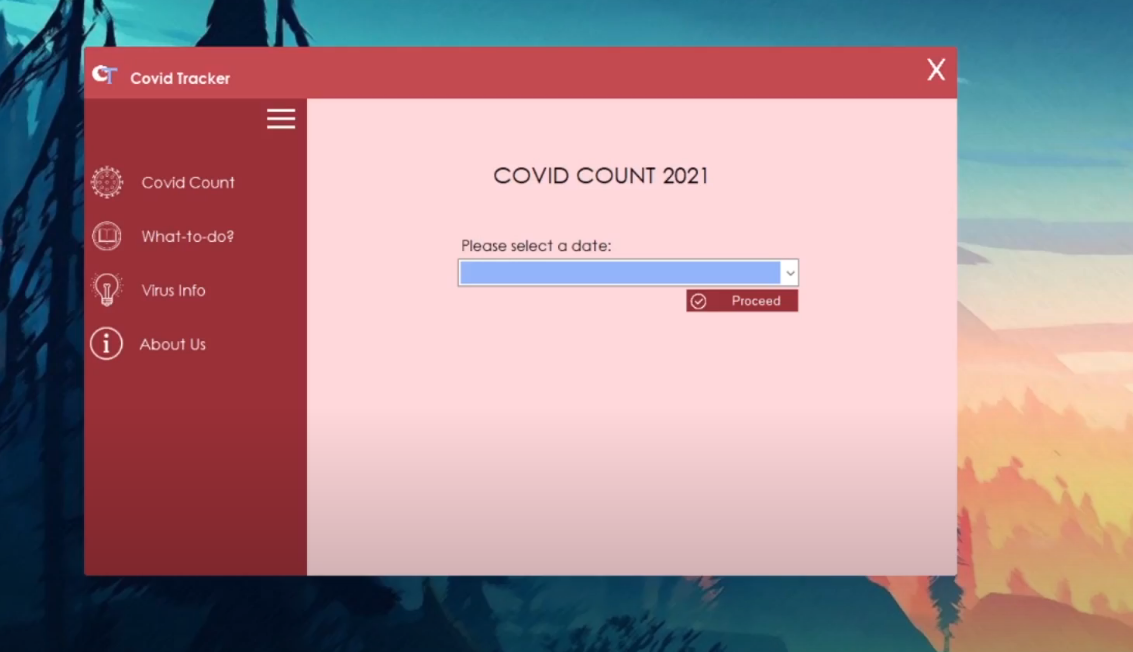 CT Covid Tracker X
Covid Count
What-to-do?
Virus Info
About Us
COVID COUNT 2021
Please select a date:
Proceed